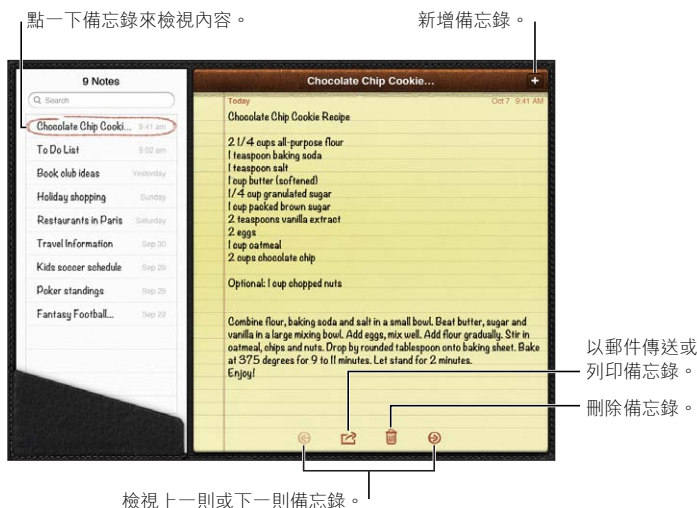 點一下備忘錄來檢視內容。
新增備忘錄。
9 Notes
Search
Chocolate Chip Cooki... 9:41 am
To Do List 9:02 am
Book club ideas Yesterday
Holiday shopping Sunday
Restaurants in Paris Saturday
Travel Information Sep 30
Kids soccer schedule Sep 29
Poker standings Sep 29
Fantasy Football... Sep 22
Chocolate Chip Cookie...
+
Today Oct 7 9:41 AM
Chocolate Chip Cookie Recipe
2 1/4 cups all-purpose flour
1 teaspoon baking soda
1 teaspoon salt
1 cup butter (softened)
1/4 cup granulated sugar
1 cup packed brown sugar
2 teaspoons vanilla extract
2 eggs
1 cup oatmeal
2 cups chocolate chip
Optional: 1 cup chopped nuts
Combine flour, baking soda and salt in a small bowl. Beat butter, sugar and
vanilla in a large mixing bowl. Add eggs, mix well. Add flour gradually. Stir in
oatmeal, chips and nuts. Drop by rounded tablespoon onto baking sheet. Bake
at 375 degrees for 9 to 11 minutes. Let stand for 2 minutes.
Enjoy!
以郵件傳送或
列印備忘錄。
刪除備忘錄。
檢視上一則或下一則備忘錄。